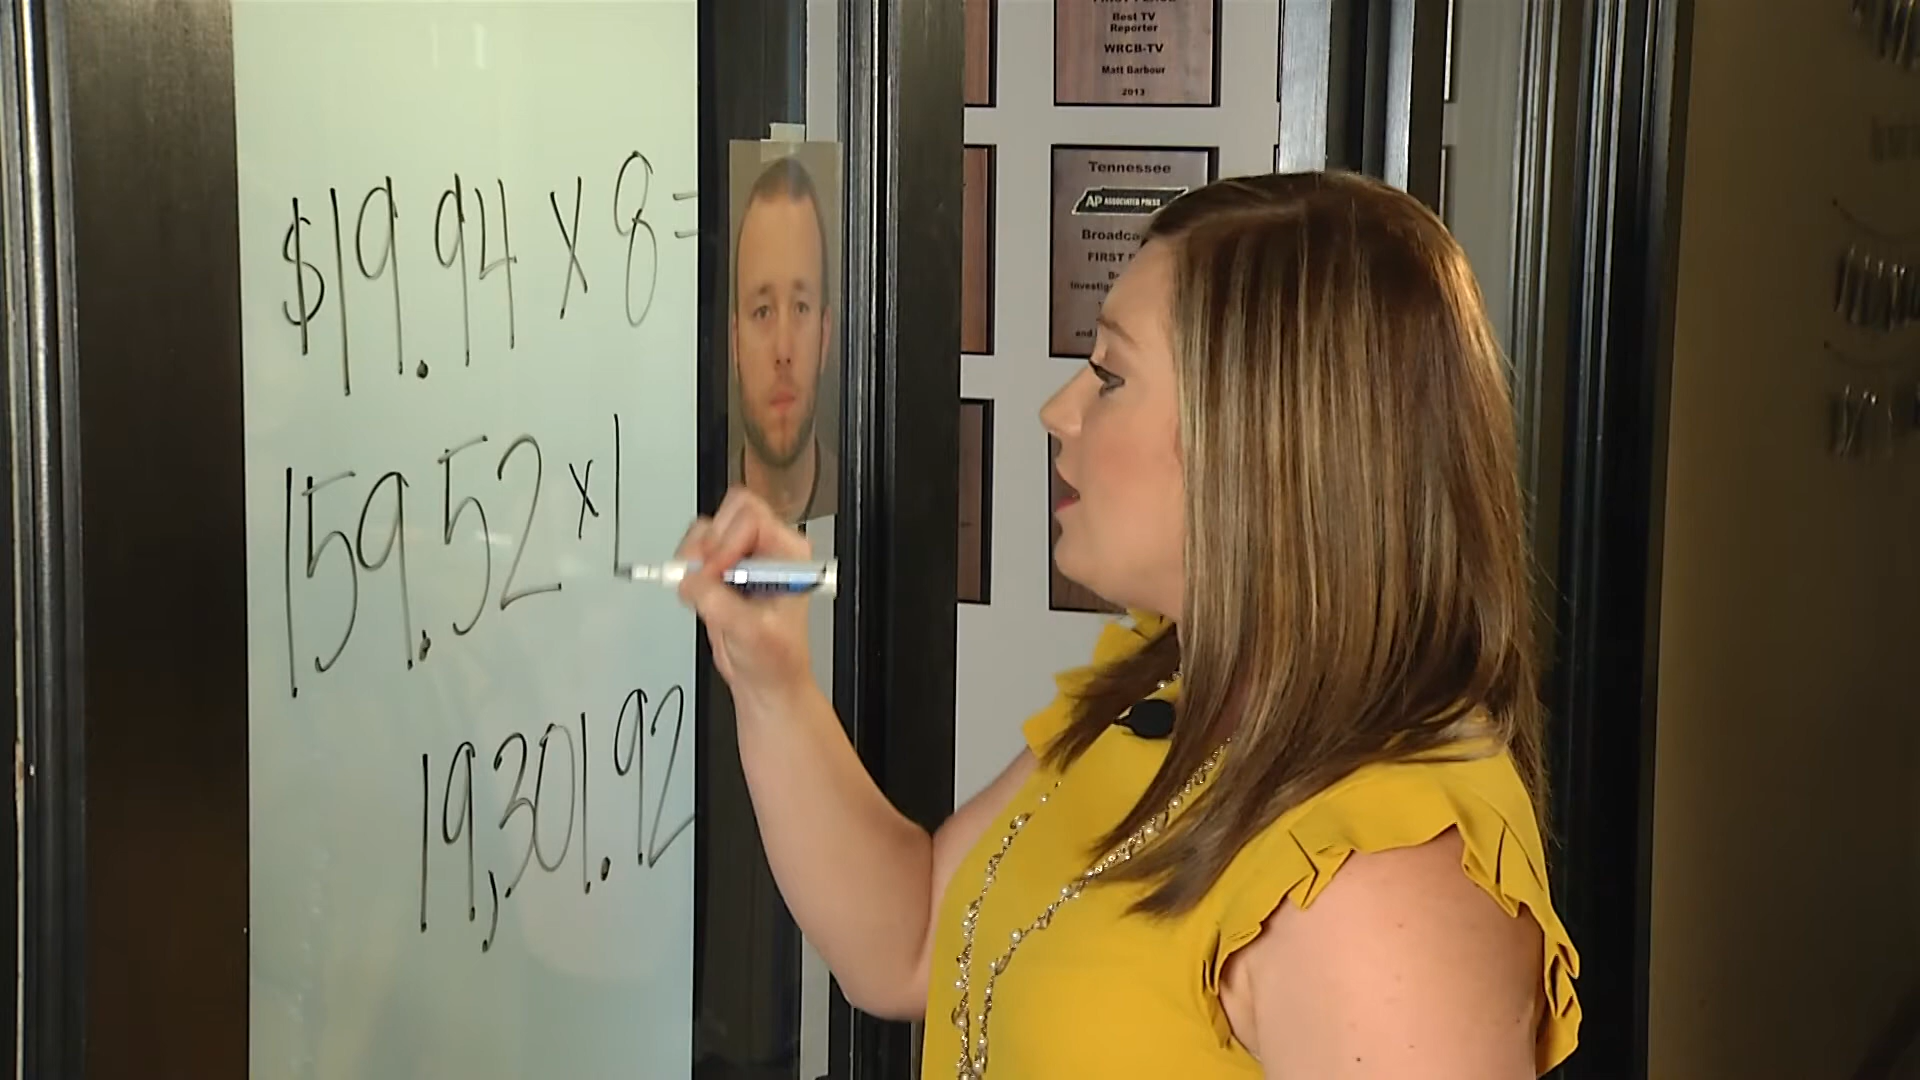 $19.94 x 8 =
159.52 x 1
19,301.92
Best TV
Reporter
WRCB-TV
Matt Barbour
2013
Tennessee
AP ASSOCIATED PRESS
FIRST